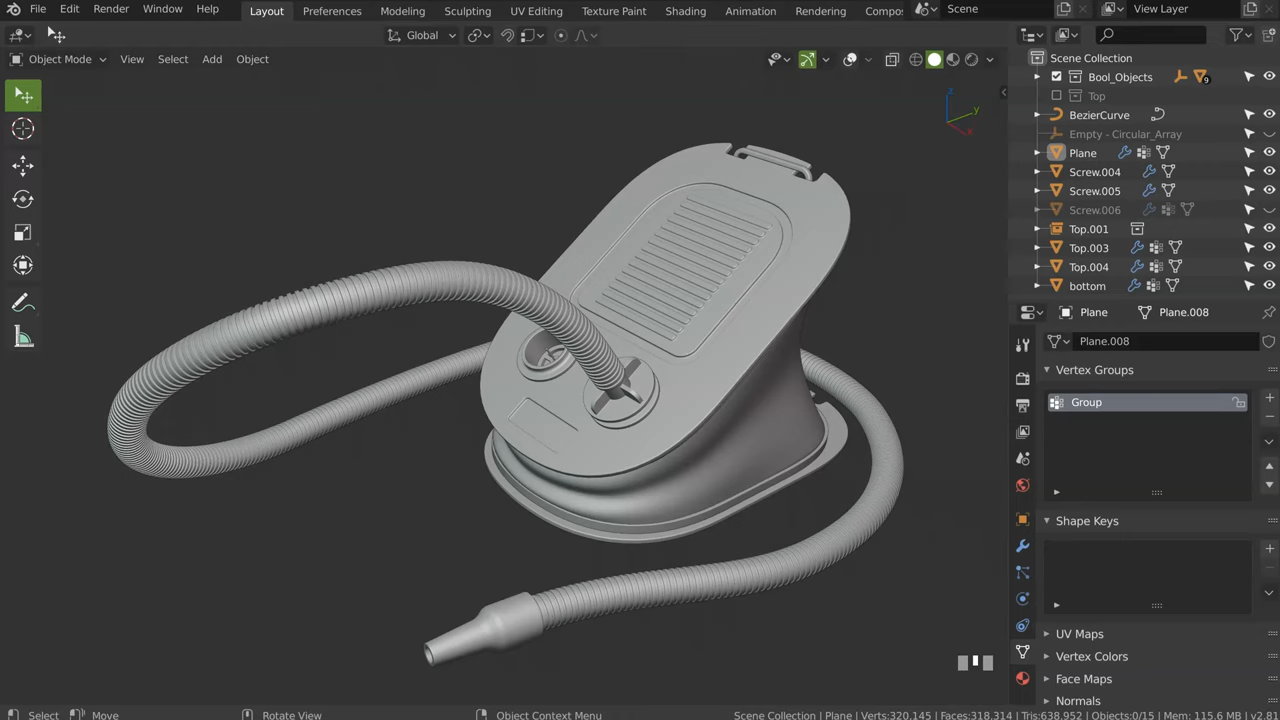 File Edit Render Window Help Layout Preferences Modeling Sculpting UV Editing Texture Paint Shading Animation Rendering Compo Scene View Layer
Global
Object Mode View Select Add Object
Scene Collection
Bool_Objects 9
Top
BezierCurve
Empty - Circular_Array
Plane
Screw.004
Screw.005
Screw.006
Top.001
Top.003
Top.004
bottom
Z
Y
X
Plane Plane.008
Plane.008
Vertex Groups
Group
Shape Keys
UV Maps
Vertex Colors
Face Maps
Normals
Select Move Rotate View Object Context Menu Scene Collection | Plane | Verts:320,145 | Faces:318,314 | Tris:638,952 | Objects:0/15 | Mem: 115.6 MB | v2.81